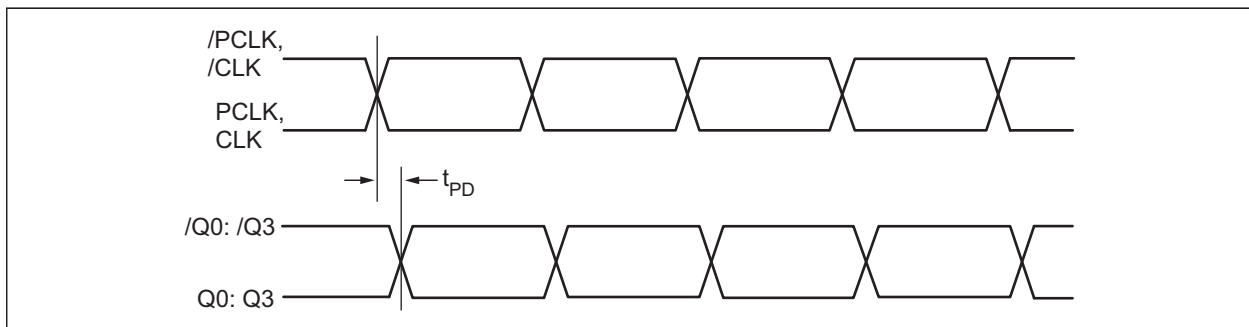 /PCLK,
/CLK
PCLK,
CLK
tPD
/Q0: /Q3
Q0: Q3